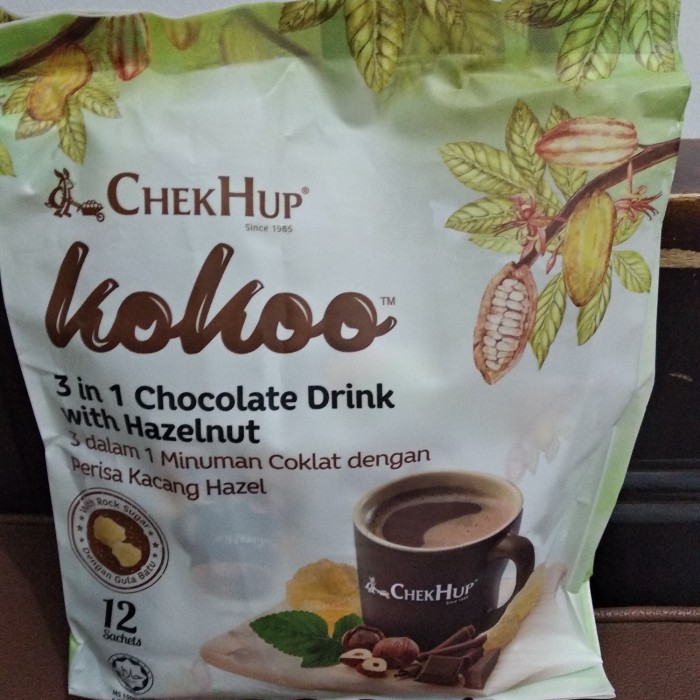 CHEKHUP®
Since 1985
kokoo™
3 in 1 Chocolate Drink
with Hazelnut
3 dalam 1 Minuman Coklat dengan
Perisa Kacang Hazel
With Rock Sugar
Dengan Gula Batu
12
Sachets
CHEKHUP